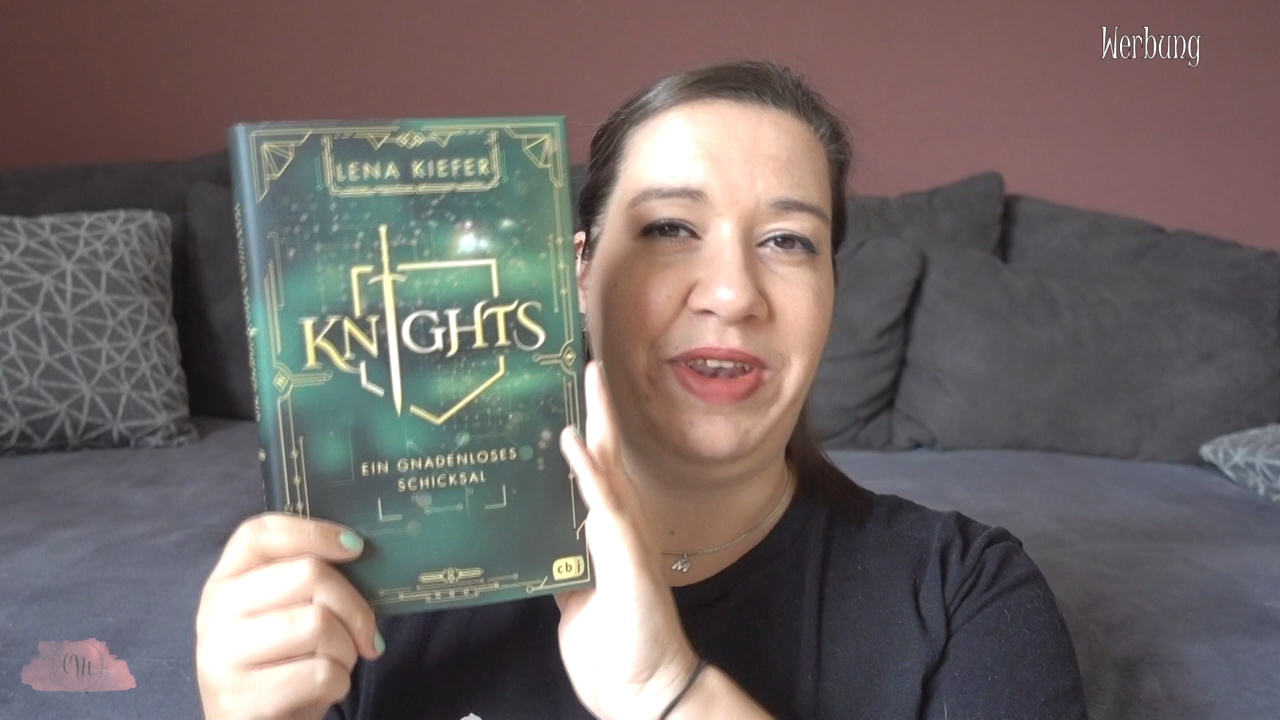 Werbung
LENA KIEFER
KNIGHTS
EIN GNADENLOSES
SCHICKSAL
cbj
M
M